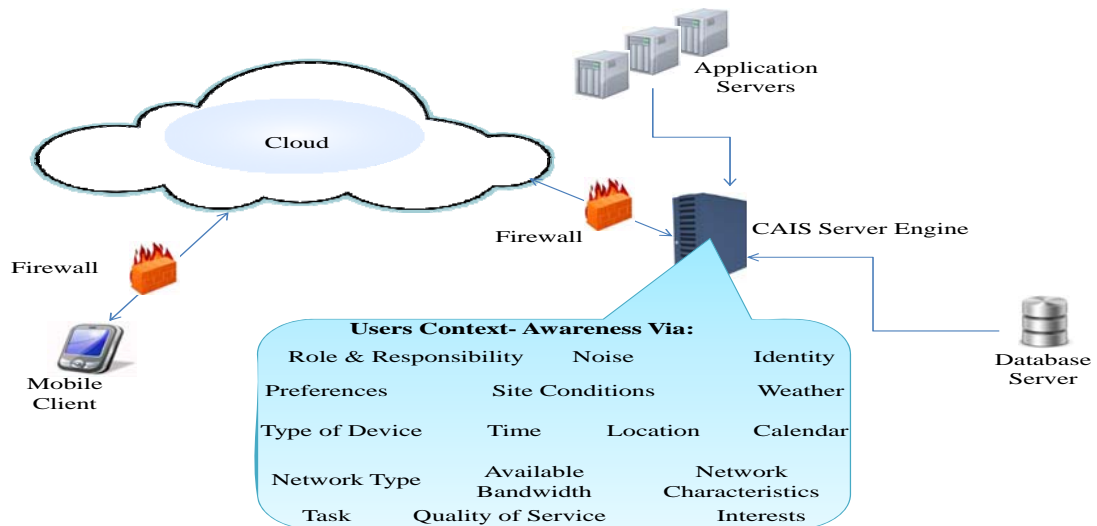 Application
Servers
Cloud
CAIS Server Engine
Firewall
Firewall
Mobile
Client
Database
Server
Users Context- Awareness Via:
Role & Responsibility Noise Identity
Preferences Site Conditions Weather
Type of Device Time Location Calendar
Network Type Available Bandwidth Network Characteristics
Task Quality of Service Interests